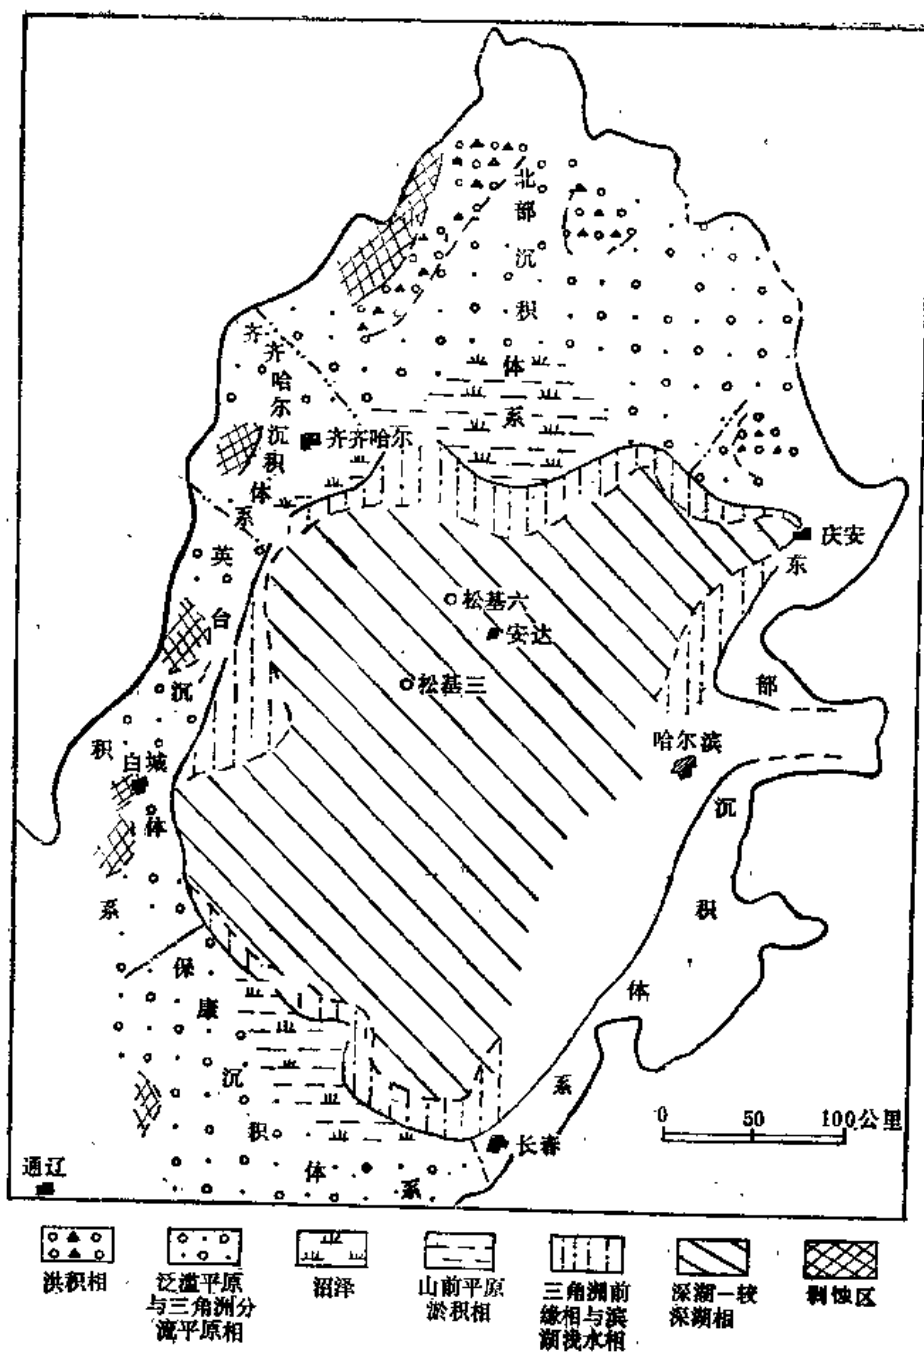 北部沉积体系
齐齐哈尔沉积体系
齐齐哈尔
庆安
英台沉积体系
松基六
安达
松基三
东部沉积体系
哈尔滨
白城
保康沉积体系
0 50 100公里
长春
通辽
洪积相
泛滥平原
与三角洲分
流平原相
沼泽
山前平原
淤积相
三角洲前
缘相与滨
湖浅水相
深湖-较
深湖相
剥蚀区